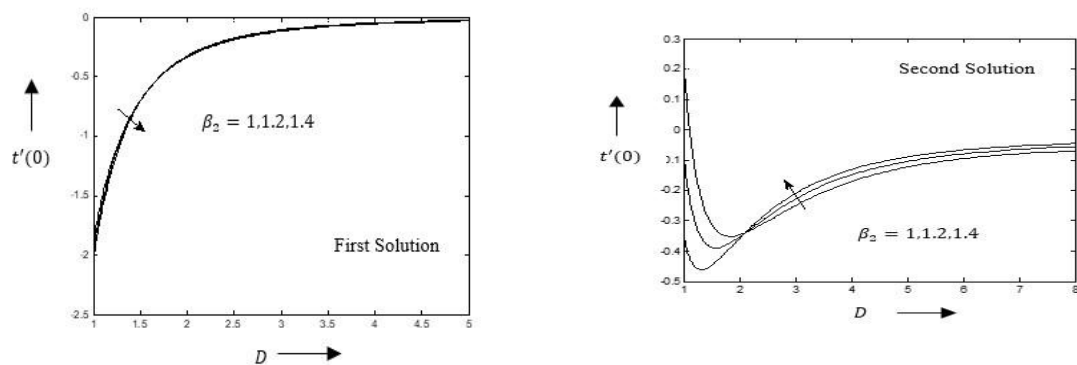 0
-0.5
-1
-1.5
-2
-2.5
1 1.5 2 2.5 3 3.5 4 4.5 5
t′(0)
β₂ = 1,1.2,1.4
First Solution
D
0.3
0.2
0.1
0
0.1
-0.2
-0.3
-0.4
-0.5
1 2 3 4 5 6 7 8
t′(0)
Second Solution
β₂ = 1,1.2,1.4
D